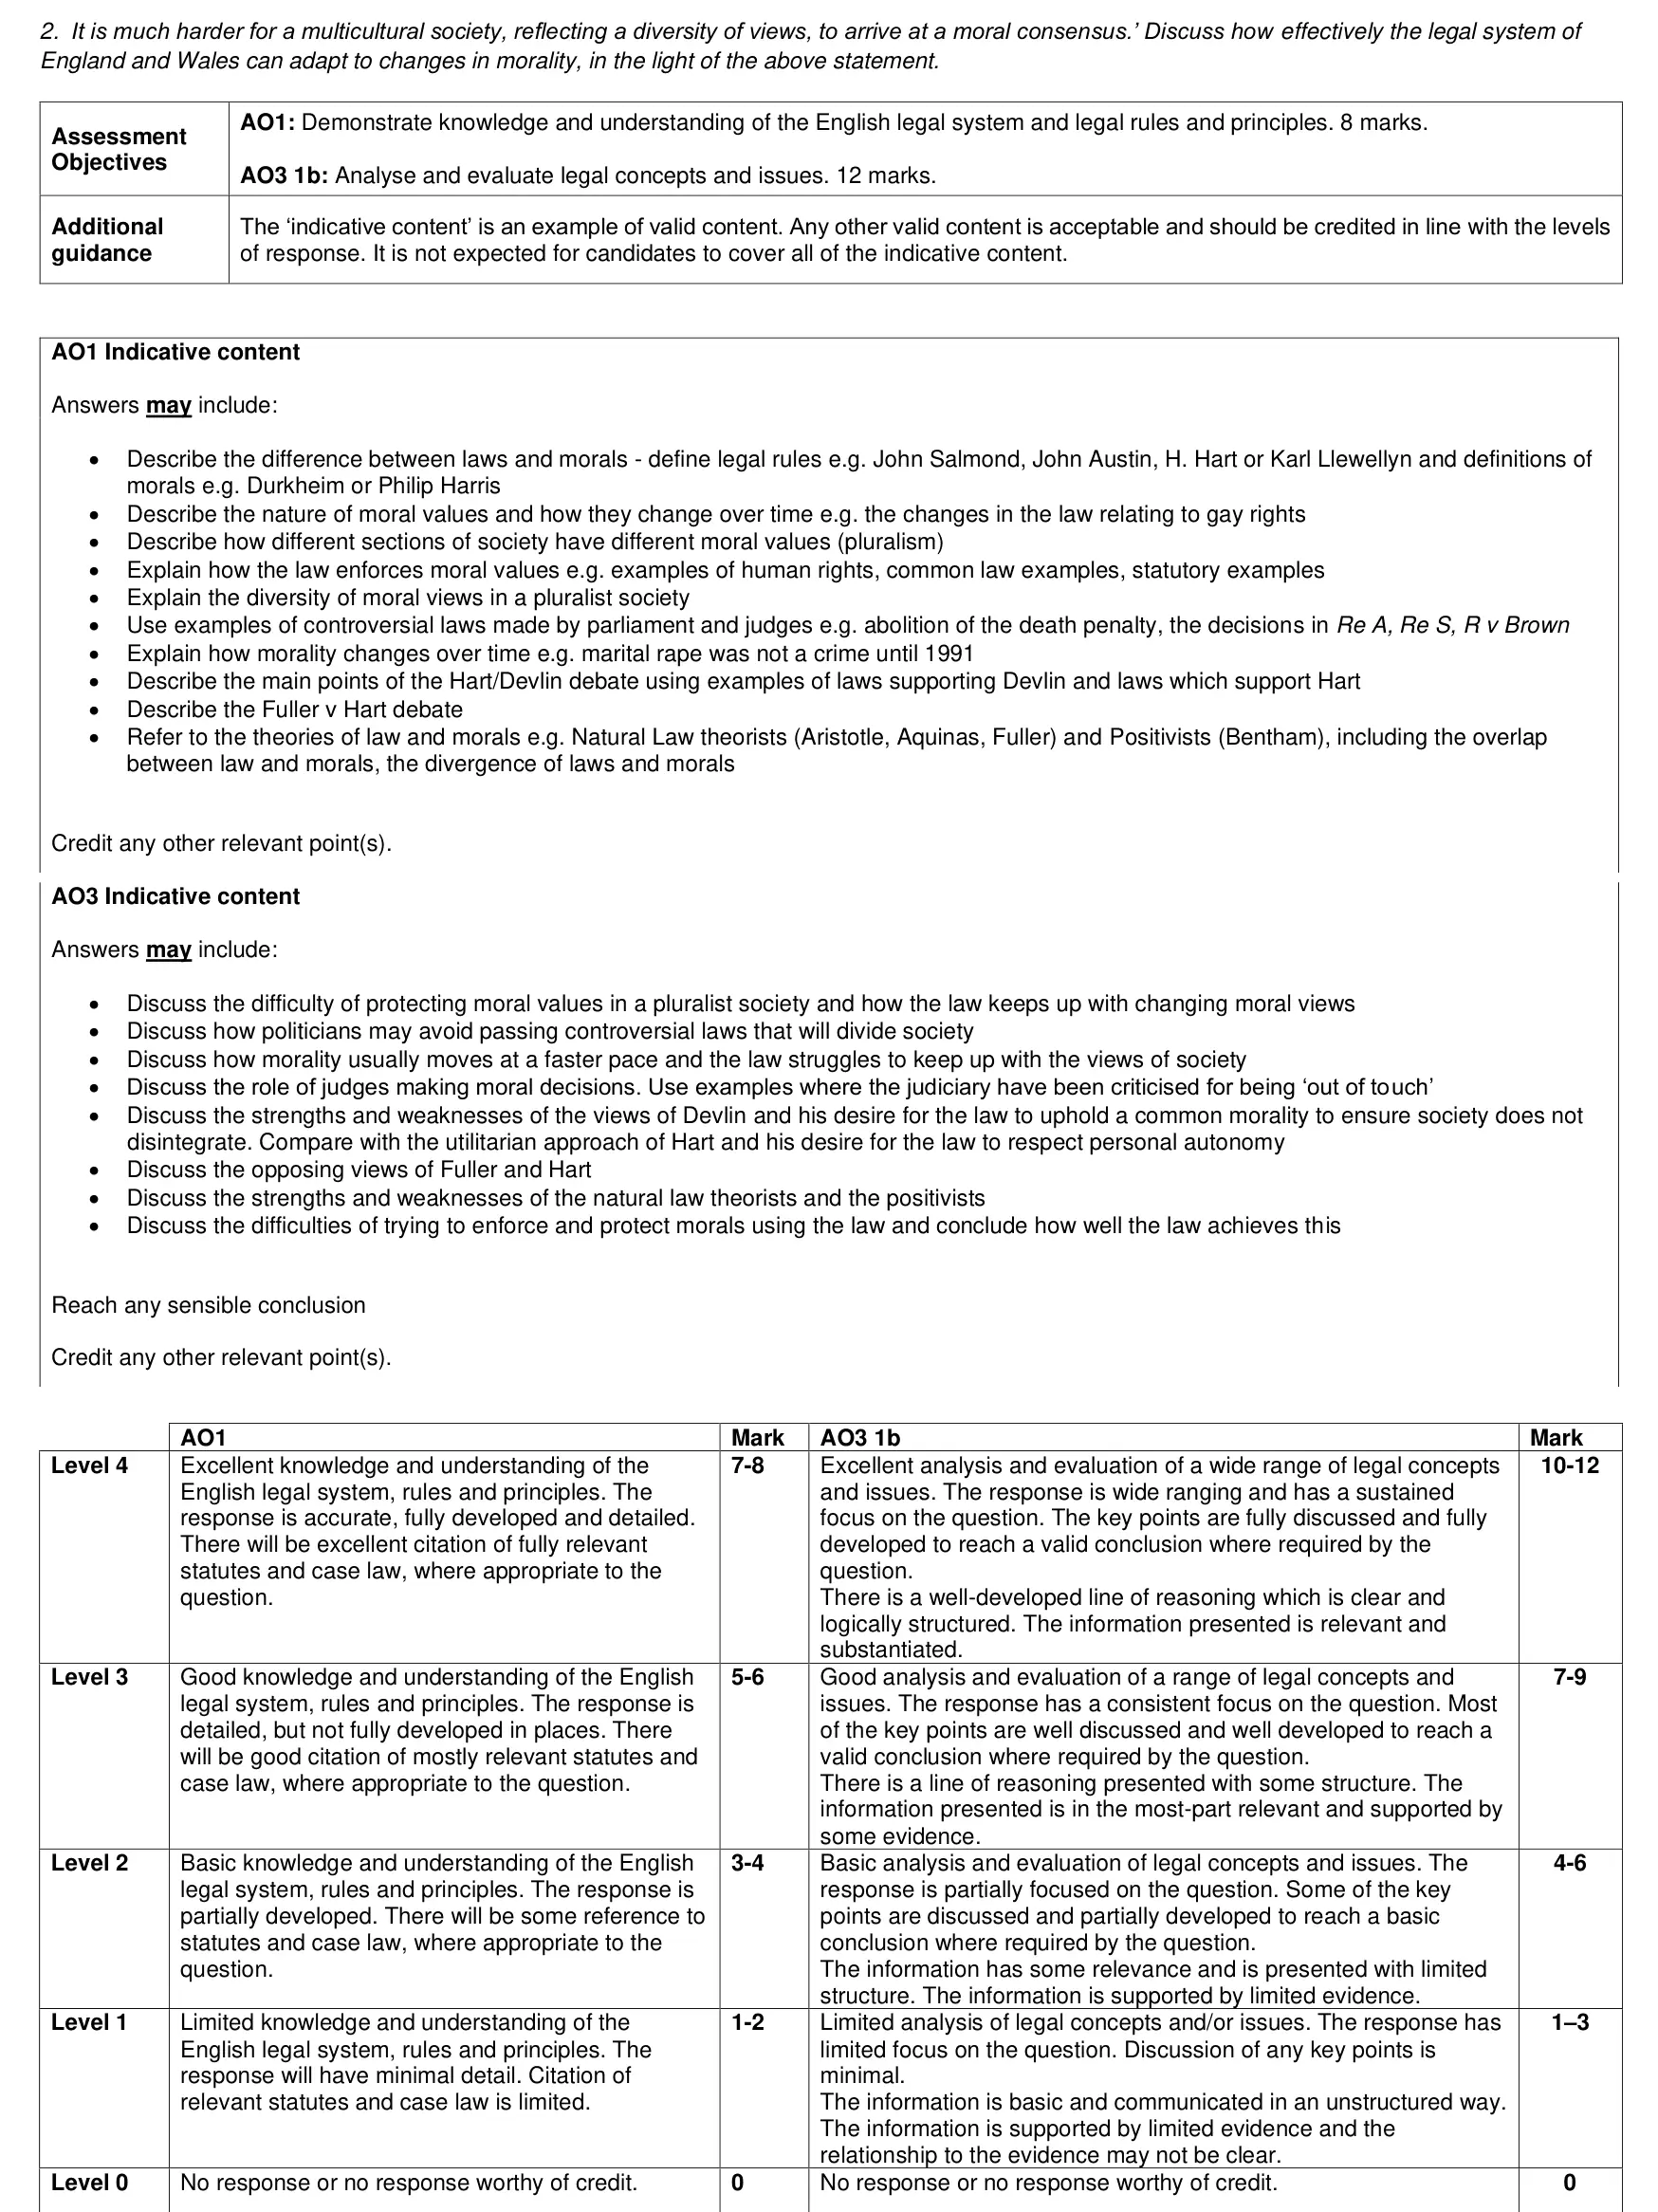 2. It is much harder for a multicultural society, reflecting a diversity of views, to arrive at a moral consensus.’ Discuss how effectively the legal system of
England and Wales can adapt to changes in morality, in the light of the above statement.
Assessment
Objectives
AO1: Demonstrate knowledge and understanding of the English legal system and legal rules and principles. 8 marks.
AO3 1b: Analyse and evaluate legal concepts and issues. 12 marks.
Additional
guidance
The ‘indicative content’ is an example of valid content. Any other valid content is acceptable and should be credited in line with the levels
of response. It is not expected for candidates to cover all of the indicative content.
AO1 Indicative content
Answers may include:
• Describe the difference between laws and morals - define legal rules e.g. John Salmond, John Austin, H. Hart or Karl Llewellyn and definitions of
morals e.g. Durkheim or Philip Harris
• Describe the nature of moral values and how they change over time e.g. the changes in the law relating to gay rights
• Describe how different sections of society have different moral values (pluralism)
• Explain how the law enforces moral values e.g. examples of human rights, common law examples, statutory examples
• Explain the diversity of moral views in a pluralist society
• Use examples of controversial laws made by parliament and judges e.g. abolition of the death penalty, the decisions in Re A, Re S, R v Brown
• Explain how morality changes over time e.g. marital rape was not a crime until 1991
• Describe the main points of the Hart/Devlin debate using examples of laws supporting Devlin and laws which support Hart
• Describe the Fuller v Hart debate
• Refer to the theories of law and morals e.g. Natural Law theorists (Aristotle, Aquinas, Fuller) and Positivists (Bentham), including the overlap
between law and morals, the divergence of laws and morals
Credit any other relevant point(s).
AO3 Indicative content
Answers may include:
• Discuss the difficulty of protecting moral values in a pluralist society and how the law keeps up with changing moral views
• Discuss how politicians may avoid passing controversial laws that will divide society
• Discuss how morality usually moves at a faster pace and the law struggles to keep up with the views of society
• Discuss the role of judges making moral decisions. Use examples where the judiciary have been criticised for being ‘out of touch’
• Discuss the strengths and weaknesses of the views of Devlin and his desire for the law to uphold a common morality to ensure society does not
disintegrate. Compare with the utilitarian approach of Hart and his desire for the law to respect personal autonomy
• Discuss the opposing views of Fuller and Hart
• Discuss the strengths and weaknesses of the natural law theorists and the positivists
• Discuss the difficulties of trying to enforce and protect morals using the law and conclude how well the law achieves this
Reach any sensible conclusion
Credit any other relevant point(s).
AO1 Mark AO3 1b Mark
Level 4
Excellent knowledge and understanding of the
English legal system, rules and principles. The
response is accurate, fully developed and detailed.
There will be excellent citation of fully relevant
statutes and case law, where appropriate to the
question.
7-8
Excellent analysis and evaluation of a wide range of legal concepts
and issues. The response is wide ranging and has a sustained
focus on the question. The key points are fully discussed and fully
developed to reach a valid conclusion where required by the
question.
There is a well-developed line of reasoning which is clear and
logically structured. The information presented is relevant and
substantiated.
10-12
Level 3
Good knowledge and understanding of the English
legal system, rules and principles. The response is
detailed, but not fully developed in places. There
will be good citation of mostly relevant statutes and
case law, where appropriate to the question.
5-6
Good analysis and evaluation of a range of legal concepts and
issues. The response has a consistent focus on the question. Most
of the key points are well discussed and well developed to reach a
valid conclusion where required by the question.
There is a line of reasoning presented with some structure. The
information presented is in the most-part relevant and supported by
some evidence.
7-9
Level 2
Basic knowledge and understanding of the English
legal system, rules and principles. The response is
partially developed. There will be some reference to
statutes and case law, where appropriate to the
question.
3-4
Basic analysis and evaluation of legal concepts and issues. The
response is partially focused on the question. Some of the key
points are discussed and partially developed to reach a basic
conclusion where required by the question.
The information has some relevance and is presented with limited
structure. The information is supported by limited evidence.
4-6
Level 1
Limited knowledge and understanding of the
English legal system, rules and principles. The
response will have minimal detail. Citation of
relevant statutes and case law is limited.
1-2
Limited analysis of legal concepts and/or issues. The response has
limited focus on the question. Discussion of any key points is
minimal.
The information is basic and communicated in an unstructured way.
The information is supported by limited evidence and the
relationship to the evidence may not be clear.
1–3
Level 0
No response or no response worthy of credit.
0
No response or no response worthy of credit.
0